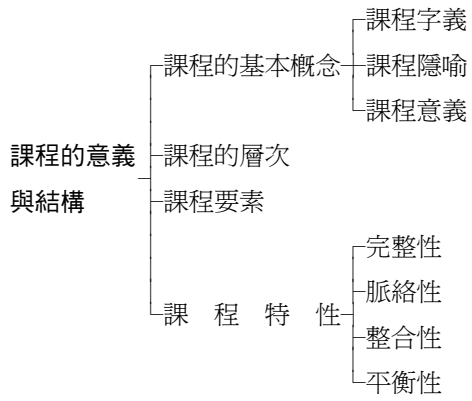 課程的意義
與結構
課程的基本概念
課程字義
課程隱喻
課程意義
課程的層次
課程要素
課程特性
完整性
脈絡性
整合性
平衡性